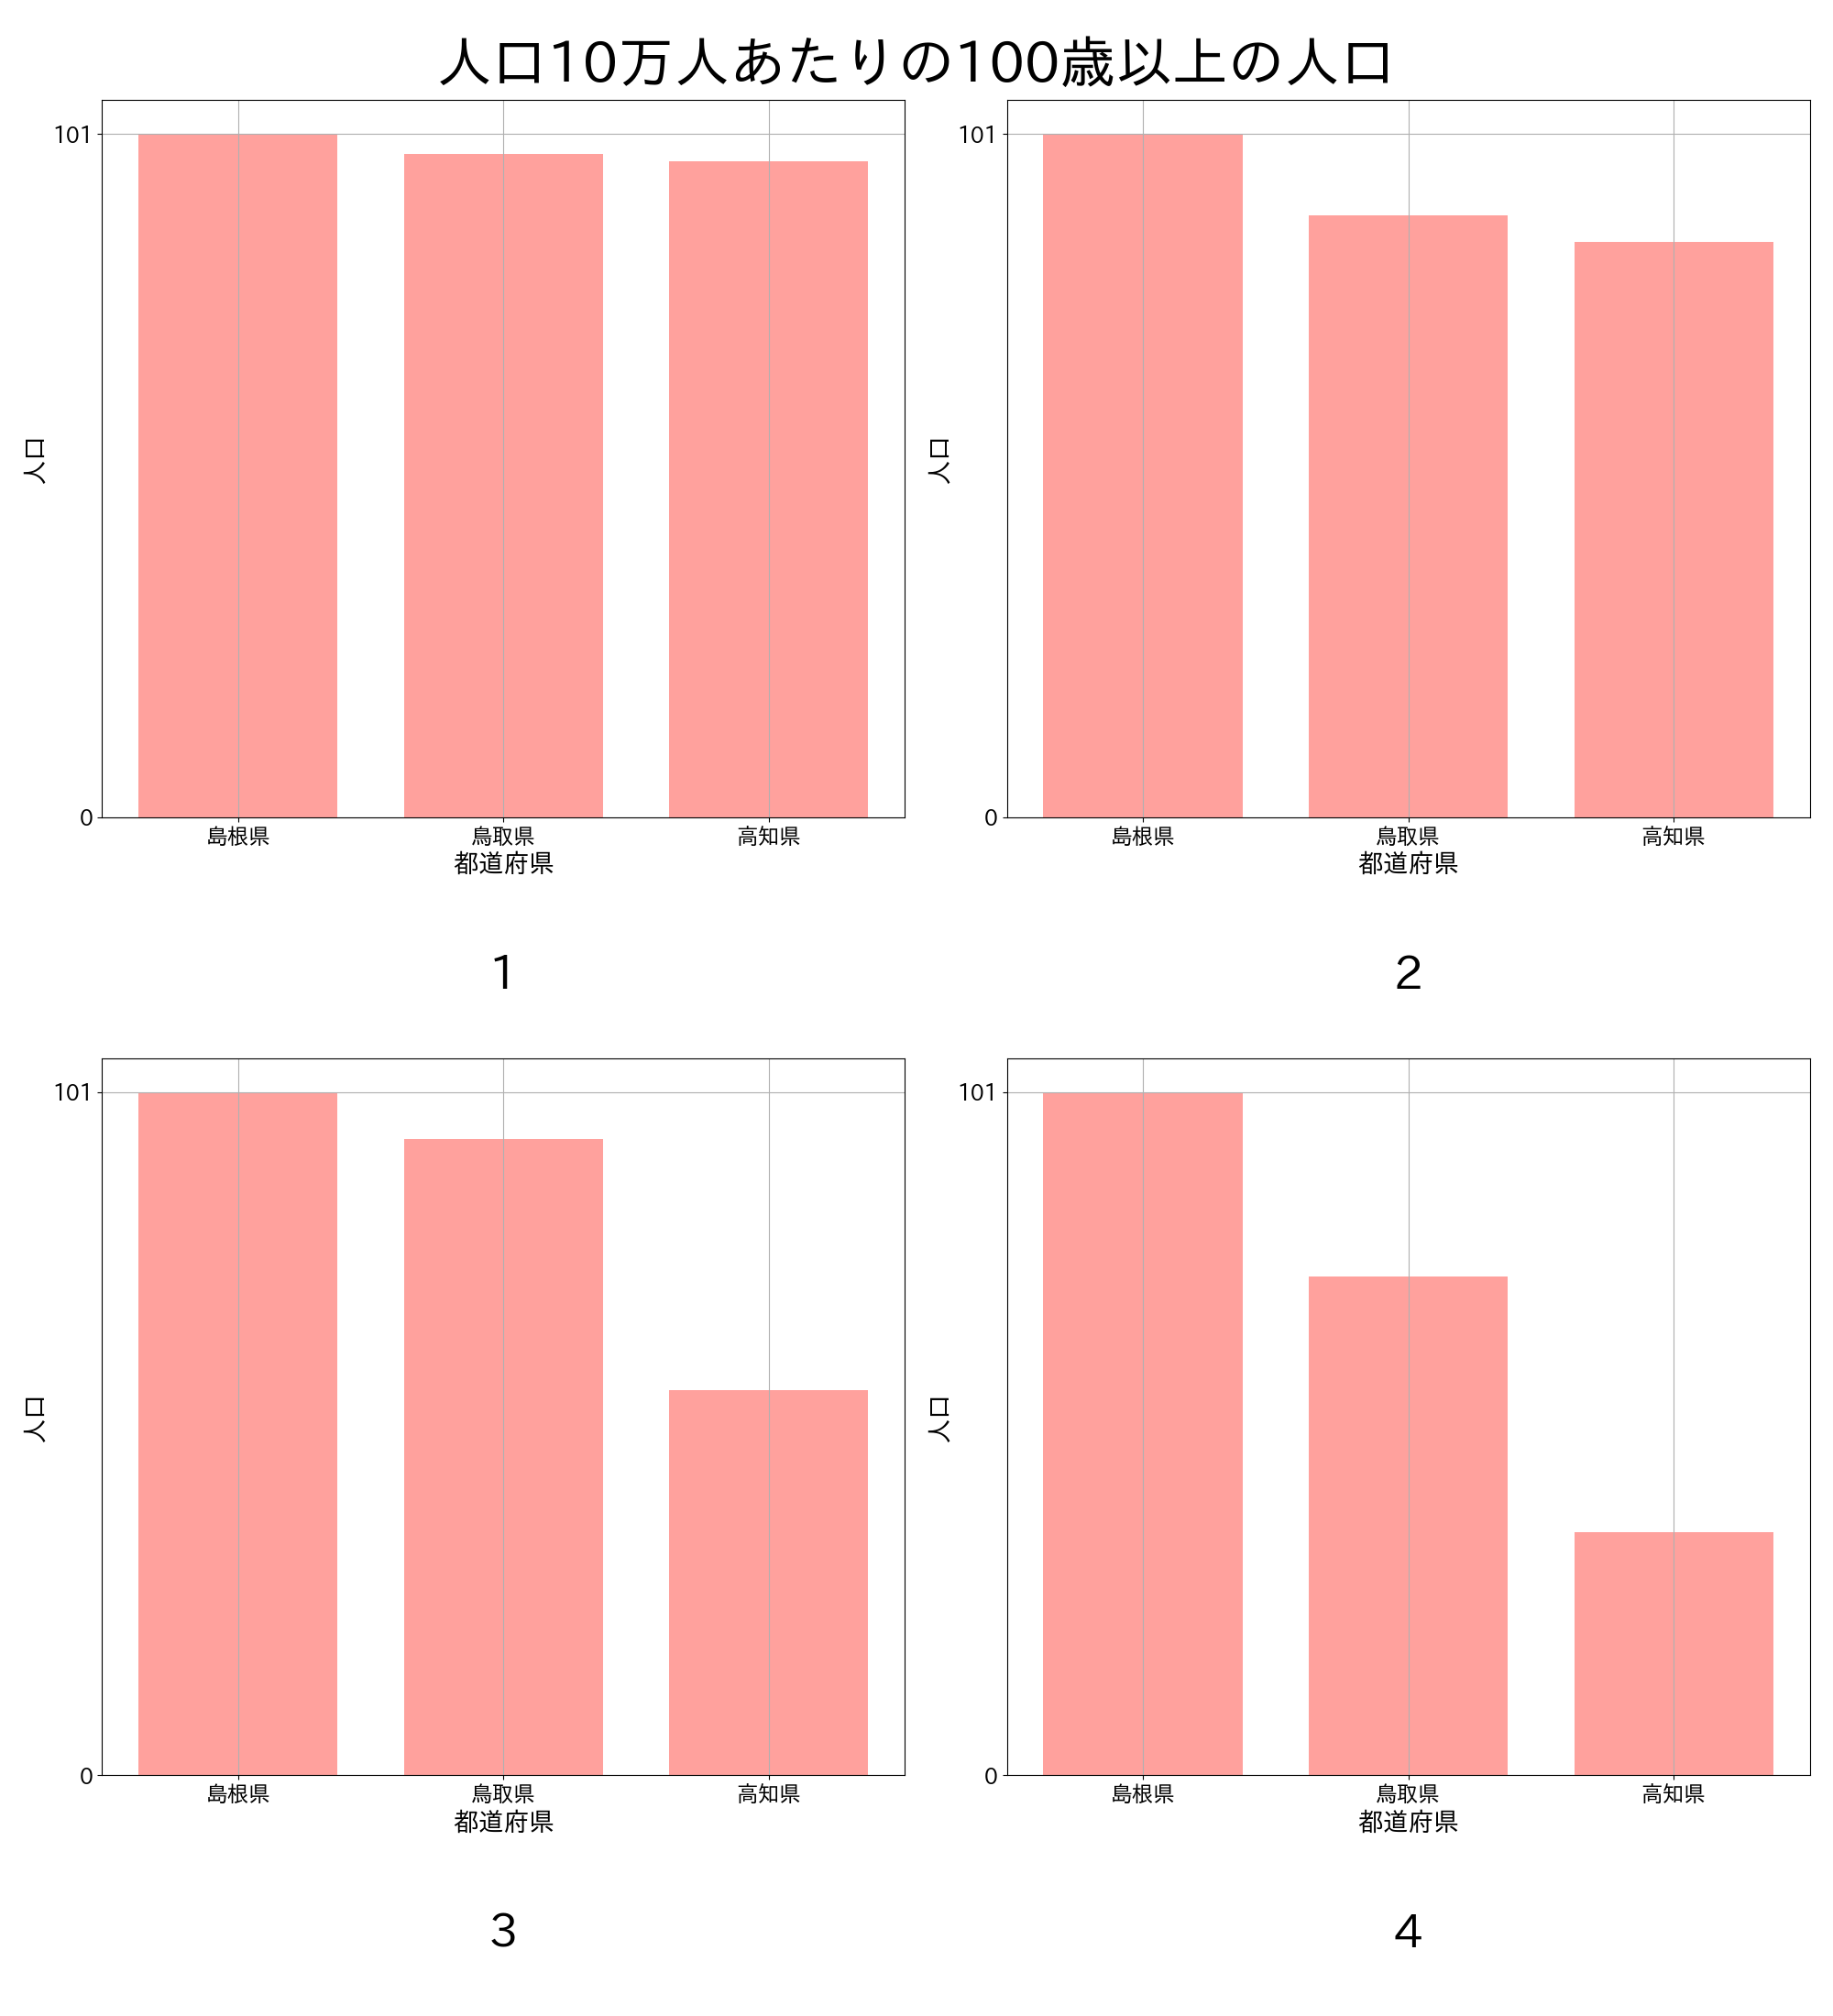 人口10万人あたりの100歳以上の人口
101
0
人口
島根県 鳥取県 高知県
都道府県
1
101
0
人口
島根県 鳥取県 高知県
都道府県
2
101
0
人口
島根県 鳥取県 高知県
都道府県
3
101
0
人口
島根県 鳥取県 高知県
都道府県
4